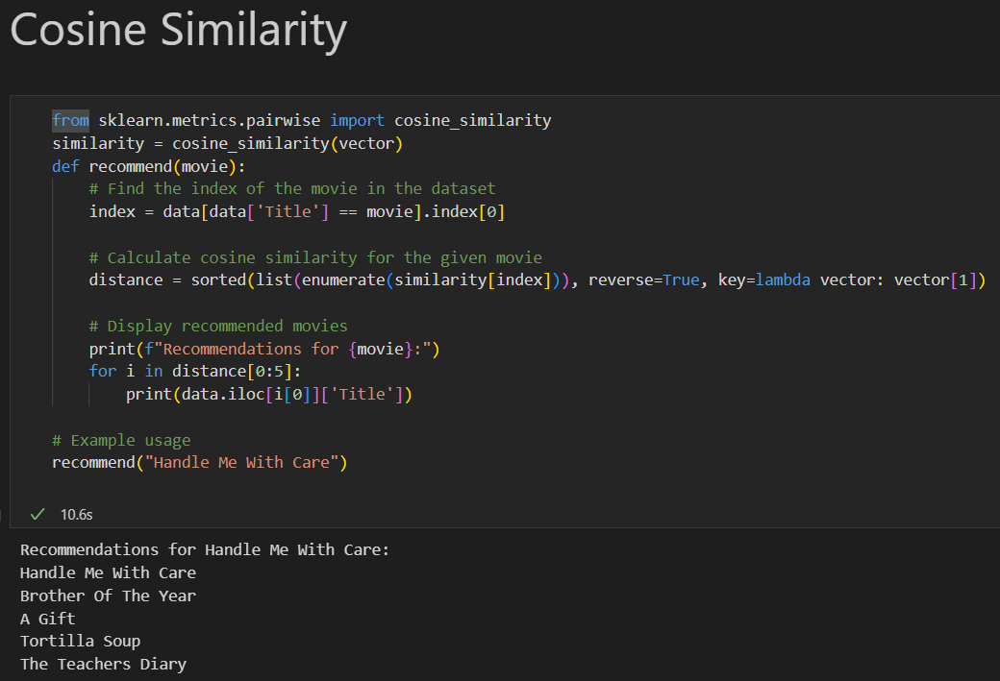 Cosine Similarity
from sklearn.metrics.pairwise import cosine_similarity
similarity = cosine_similarity(vector)
def recommend(movie):
    # Find the index of the movie in the dataset
    index = data[data['Title'] == movie].index[0]
    # Calculate cosine similarity for the given movie
    distance = sorted(list(enumerate(similarity[index])), reverse=True, key=lambda vector: vector[1])
    # Display recommended movies
    print(f"Recommendations for {movie}:")
    for i in distance[0:5]:
        print(data.iloc[i[0]]['Title'])
# Example usage
recommend("Handle Me With Care")
10.6s
Recommendations for Handle Me With Care:
Handle Me With Care
Brother Of The Year
A Gift
Tortilla Soup
The Teachers Diary